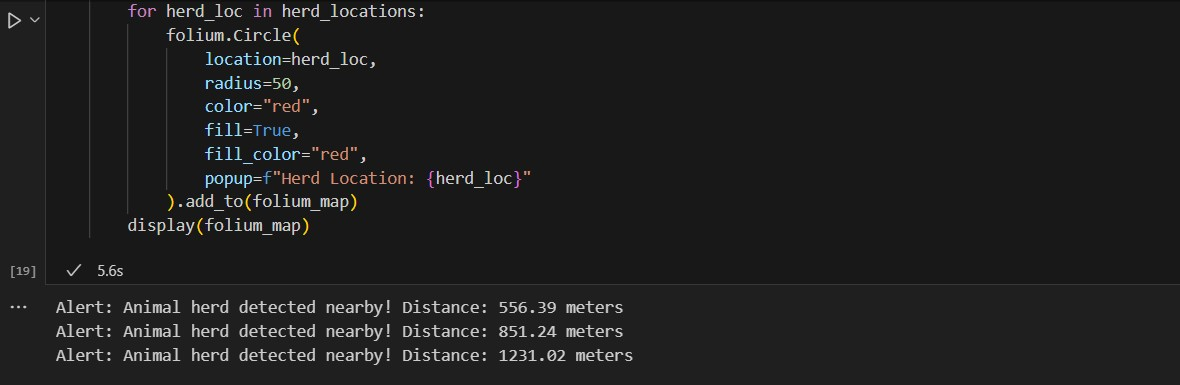 for herd_loc in herd_locations:
folium.Circle(
location=herd_loc,
radius=50,
color="red",
fill=True,
fill_color="red",
popup=f"Herd Location: {herd_loc}"
).add_to(folium_map)
display(folium_map)
[19] 5.6s
Alert: Animal herd detected nearby! Distance: 556.39 meters
Alert: Animal herd detected nearby! Distance: 851.24 meters
Alert: Animal herd detected nearby! Distance: 1231.02 meters